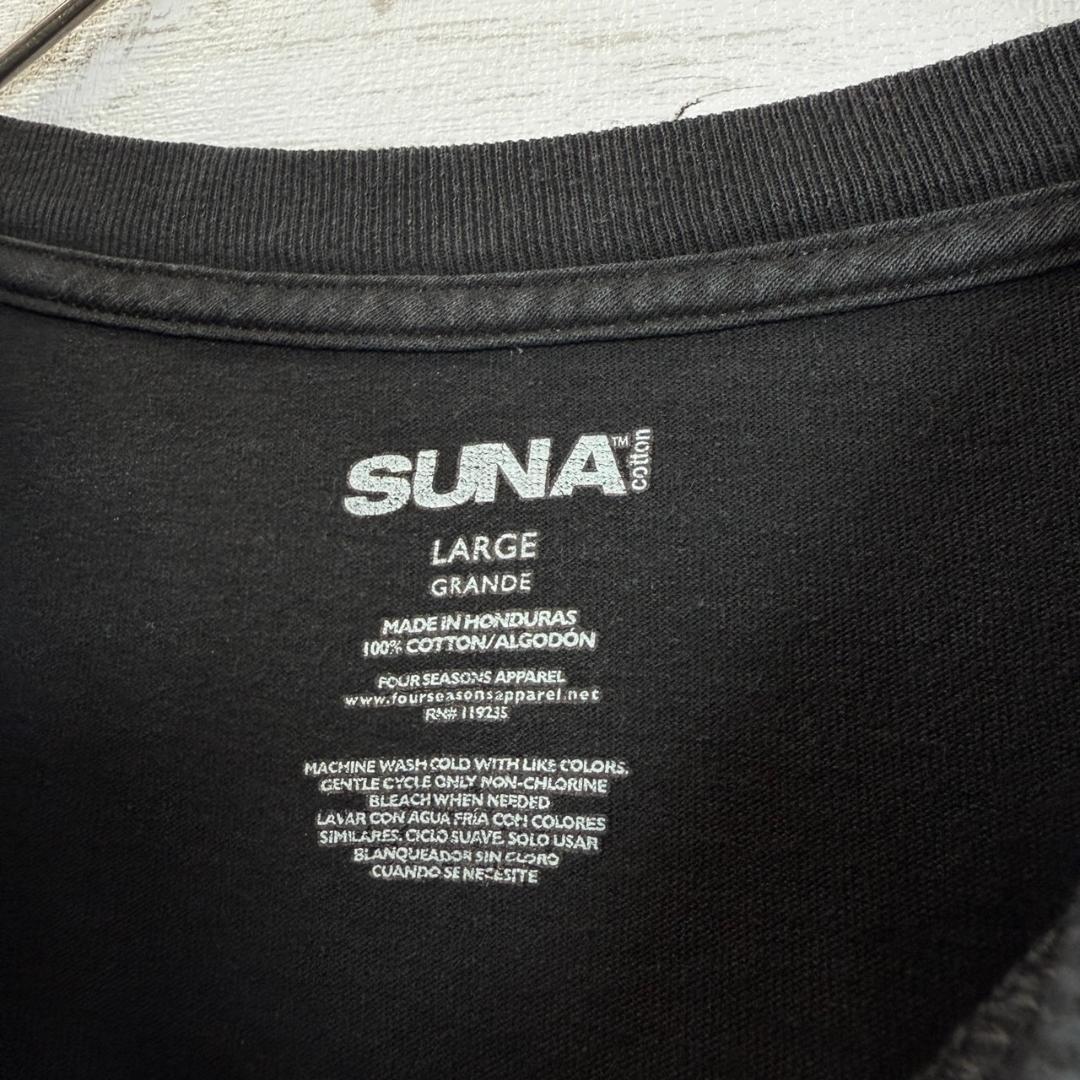 SUNA™ cotton
LARGE
GRANDE
MADE IN HONDURAS
100% COTTON/ALGODÓN
FOUR SEASONS APPAREL
www.fourseasonsapparel.net
RN# 119235
MACHINE WASH COLD WITH LIKE COLORS.
GENTLE CYCLE ONLY NON-CHLORINE
BLEACH WHEN NEEDED
LAVAR CON AGUA FRÍA CON COLORES
SIMILARES. CICLO SUAVE. SOLO USAR
BLANQUEADOR SIN CLORO
CUANDO SE NECESITE